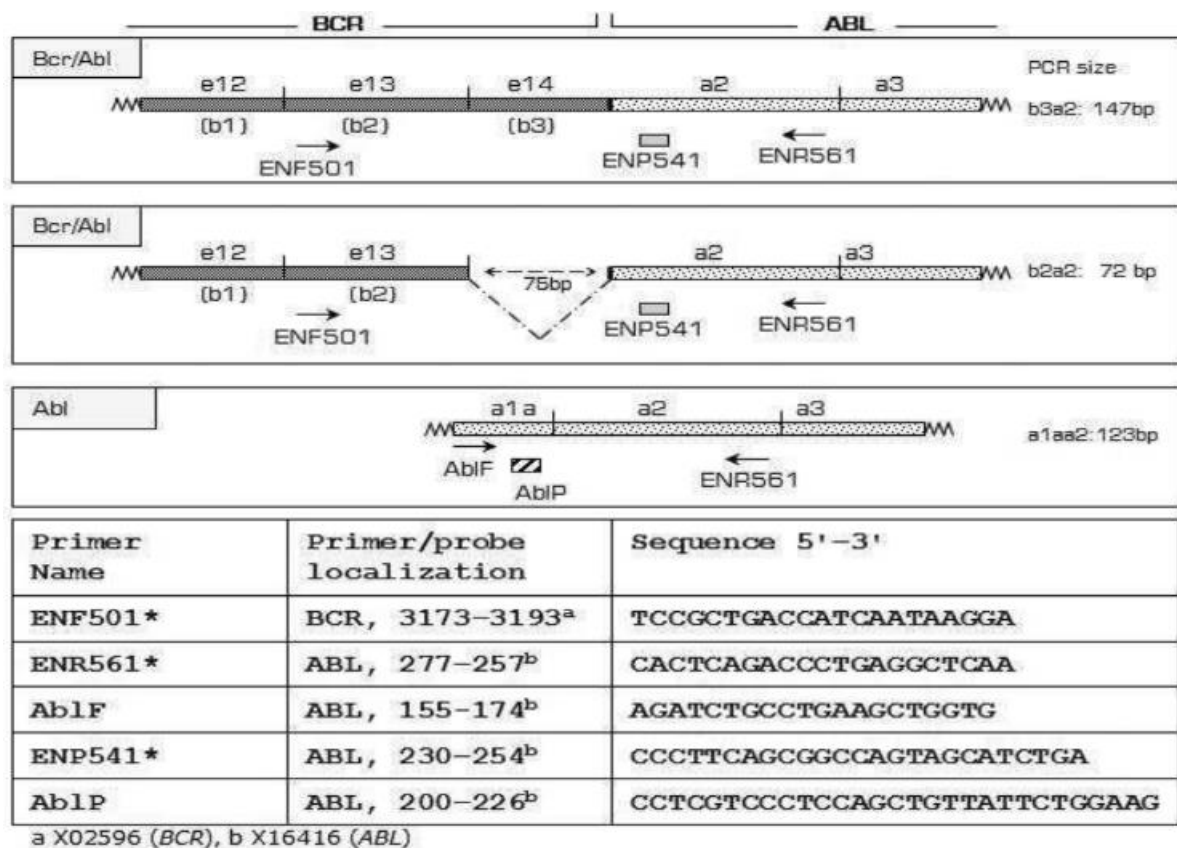 BCR ABL
Bcr/Abl
PCR size
e12 e13 e14 a2 a3
b3a2: 147bp
(b1) (b2) (b3)
ENF501 ENP541 ENR561
Bcr/Abl
e12 e13 a2 a3
75bp
b2a2: 72 bp
(b1) (b2)
ENF501 ENP541 ENR561
Abl
a1a a2 a3
a1aa2:123bp
AblF ENR561
AblP
Primer Name Primer/probe localization Sequence 5'-3'
ENF501* BCR, 3173-3193a TCCGCTGACCATCAATAAGGA
ENR561* ABL, 277-257b CACTCAGACCCTGAGGCTCAA
AblF ABL, 155-174b AGATCTGCCTGAAGCTGGTG
ENP541* ABL, 230-254b CCCTTCAGCGGCCAGTAGCATCTGA
AblP ABL, 200-226b CCTCGTCCCTCCAGCTGTTATTCTGGAAG
a X02596 (BCR), b X16416 (ABL)